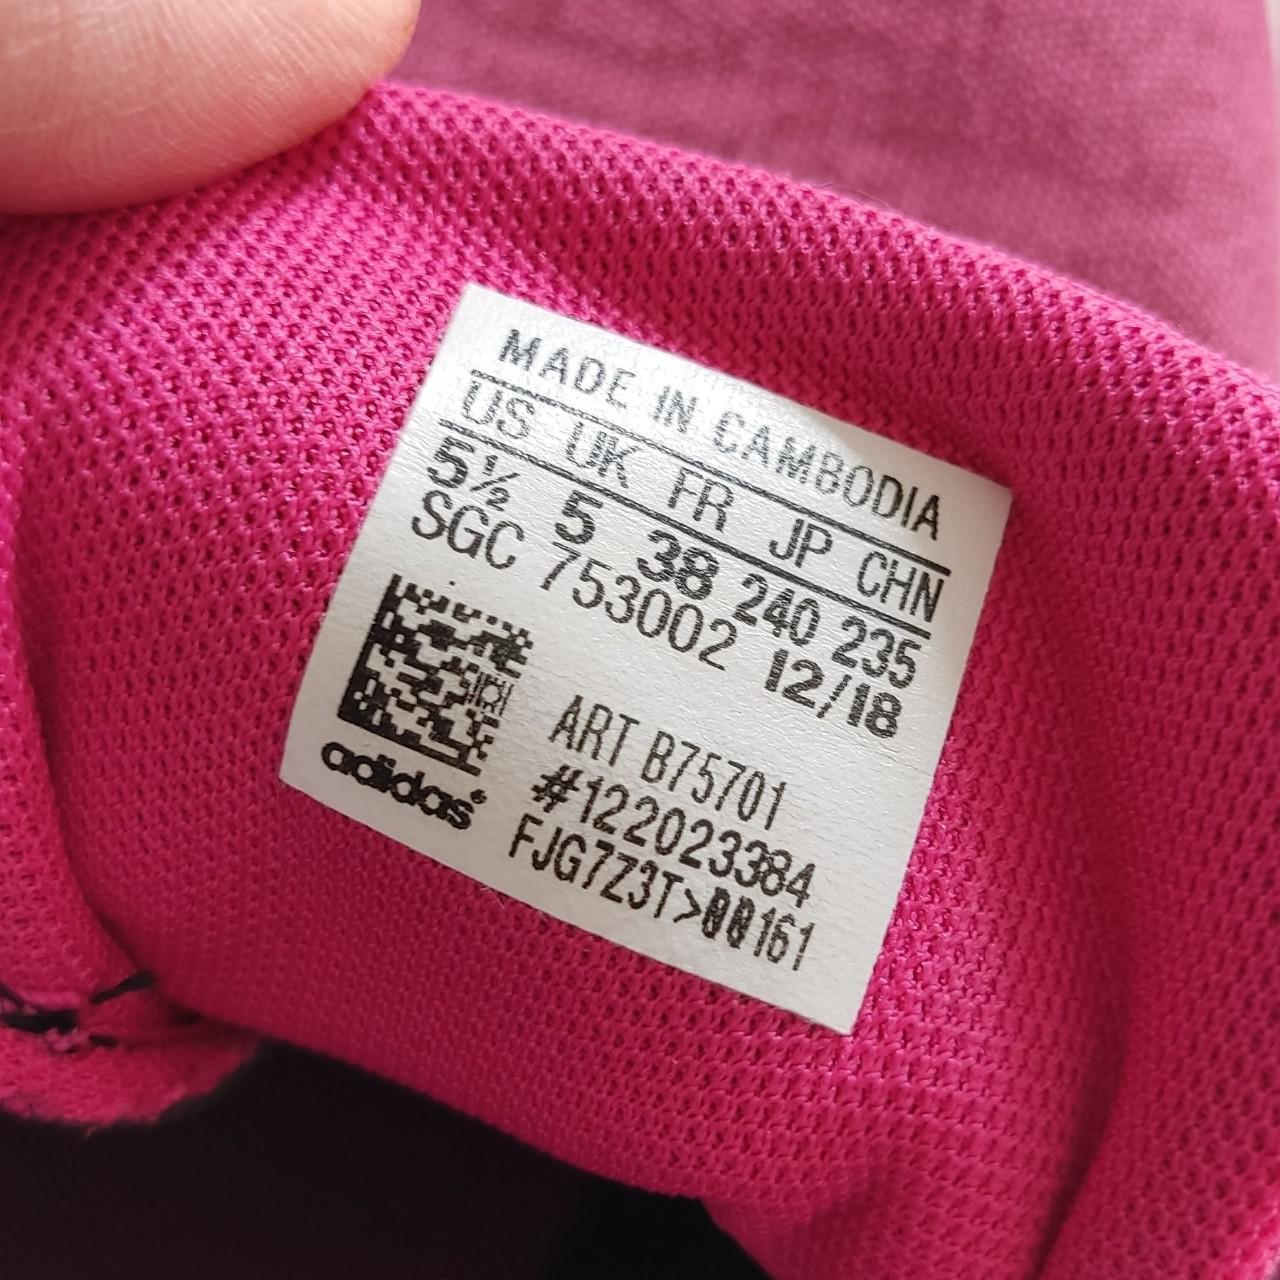 MADE IN CAMBODIA
US UK FR JP CHN
5½ 5 38 240 235
SGC 753002 12/18
ART B75701
#122023384
FJG7Z3T>00161
adidas®